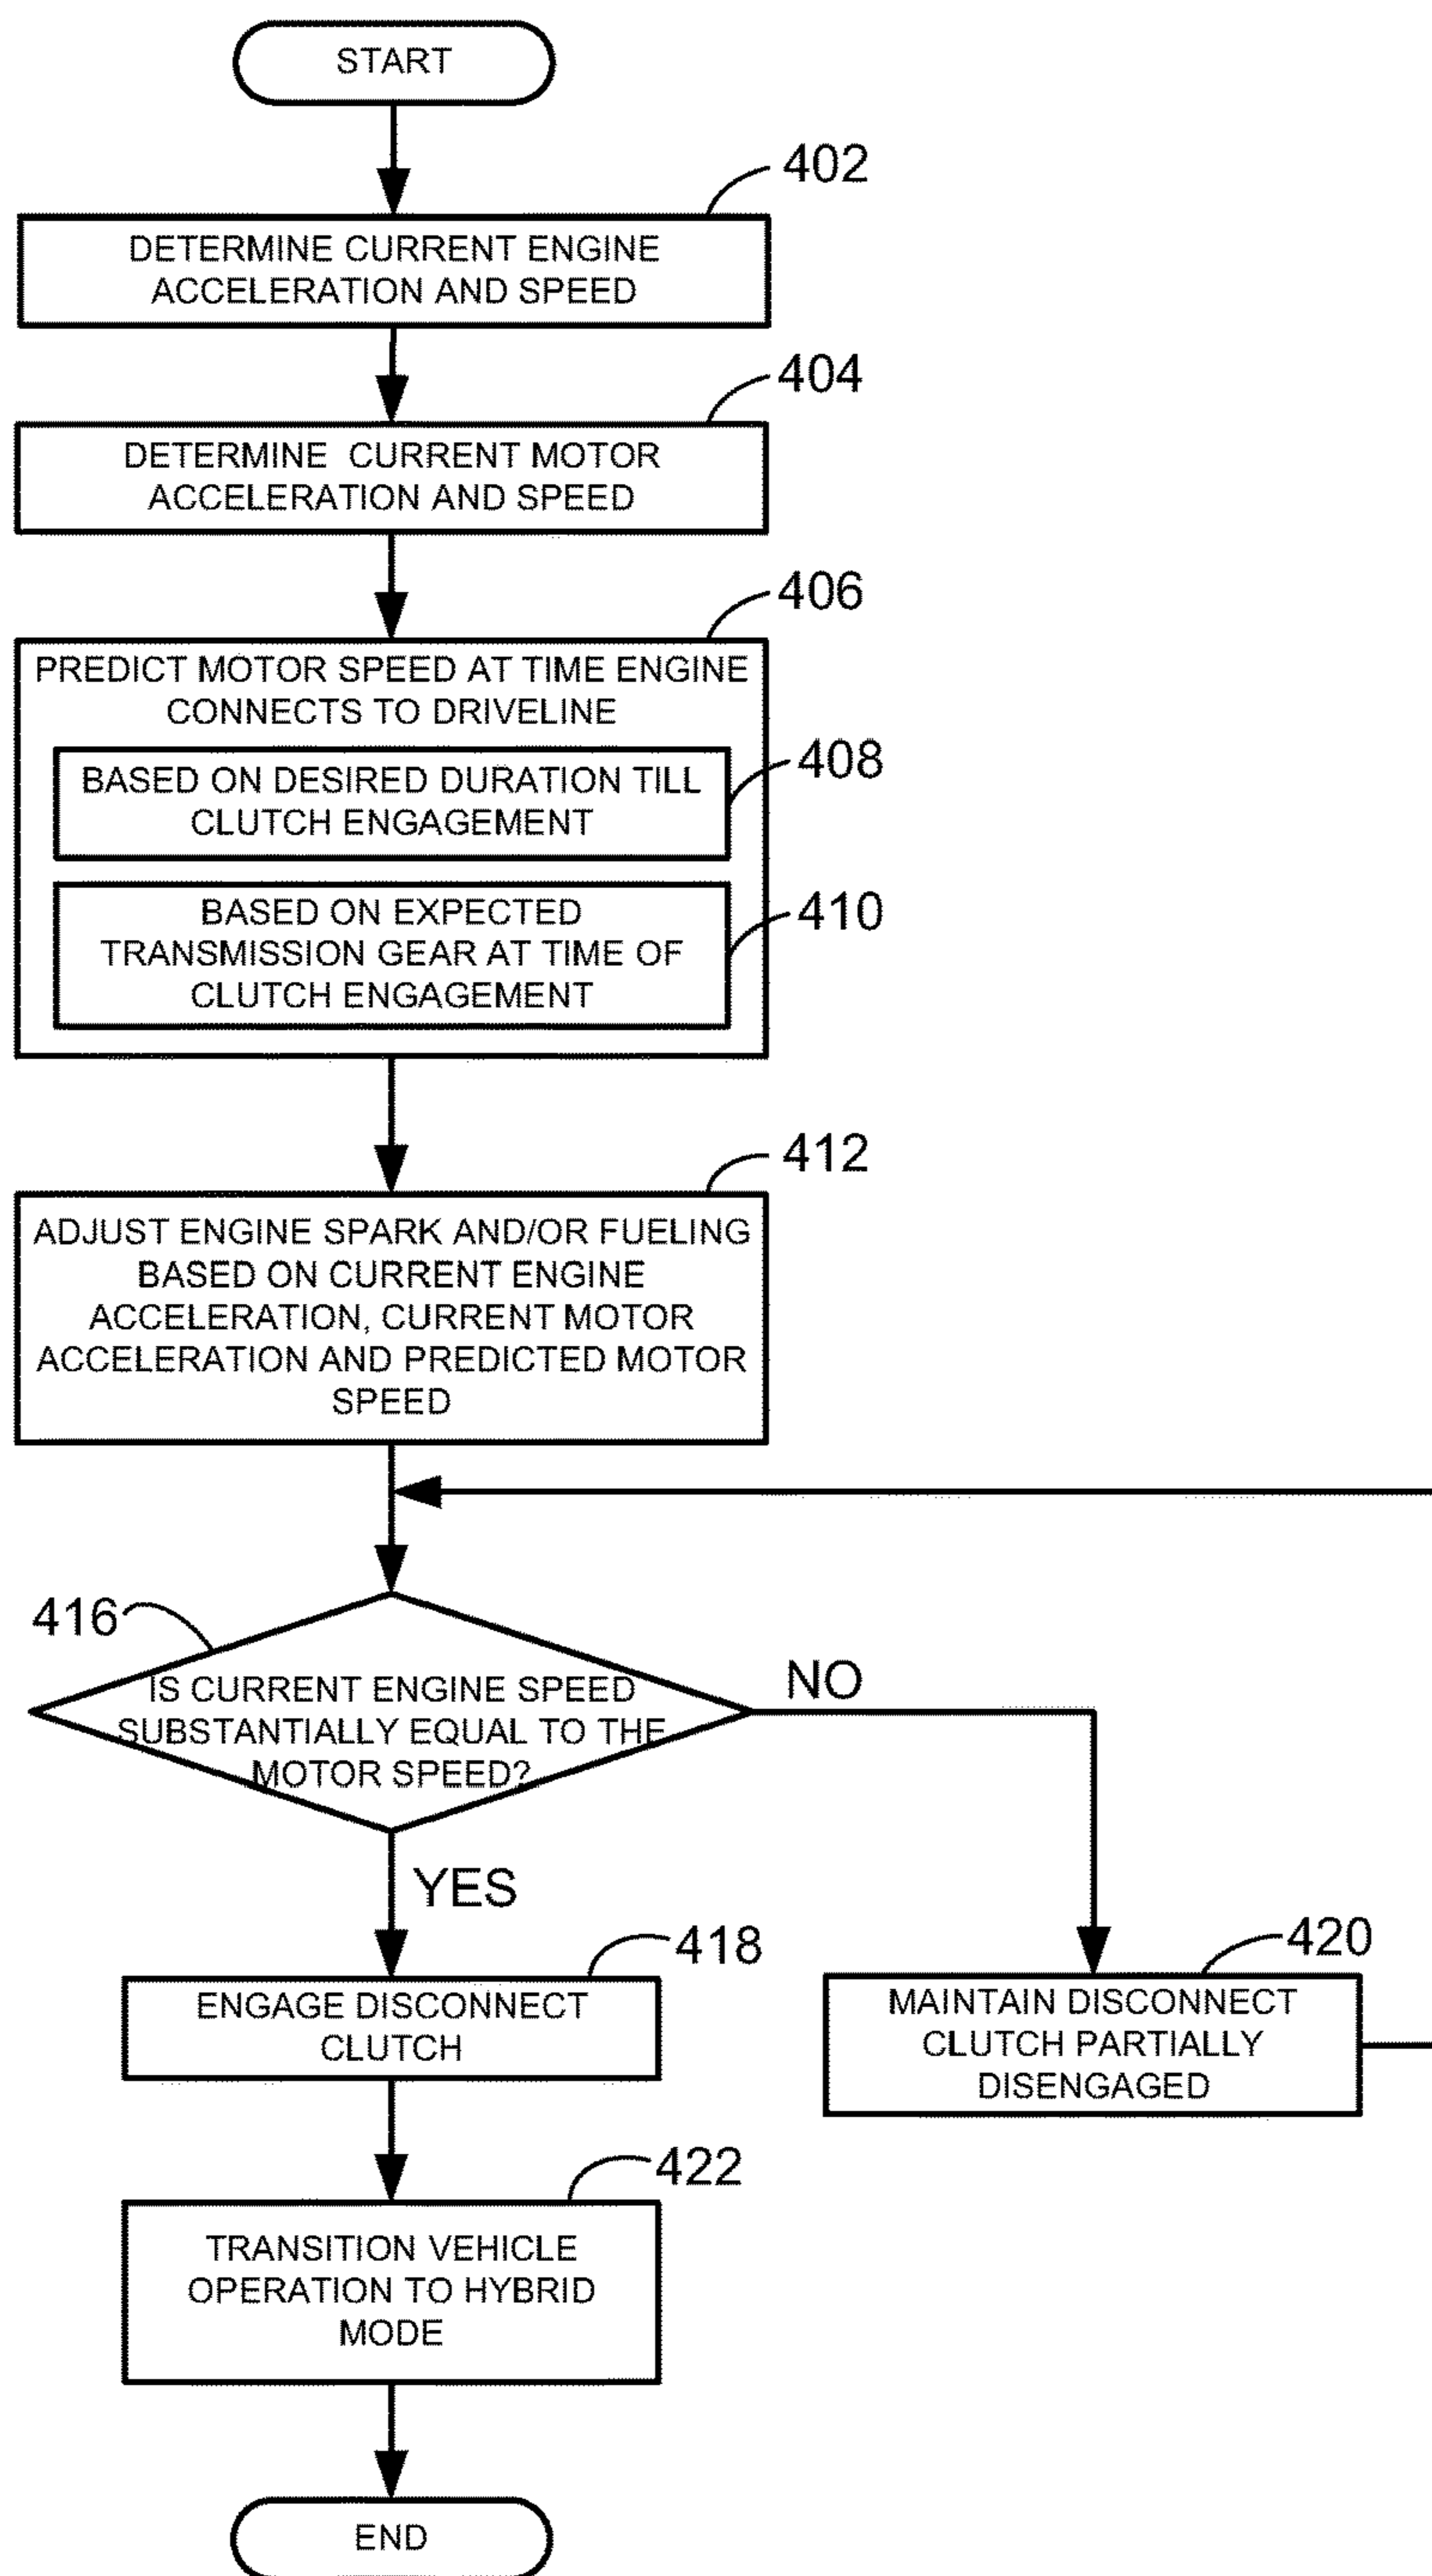 START
402
DETERMINE CURRENT ENGINE
ACCELERATION AND SPEED
404
DETERMINE CURRENT MOTOR
ACCELERATION AND SPEED
406
PREDICT MOTOR SPEED AT TIME ENGINE
CONNECTS TO DRIVELINE
408
BASED ON DESIRED DURATION TILL
CLUTCH ENGAGEMENT
410
BASED ON EXPECTED
TRANSMISSION GEAR AT TIME OF
CLUTCH ENGAGEMENT
412
ADJUST ENGINE SPARK AND/OR FUELING
BASED ON CURRENT ENGINE
ACCELERATION, CURRENT MOTOR
ACCELERATION AND PREDICTED MOTOR
SPEED
416
IS CURRENT ENGINE SPEED
SUBSTANTIALLY EQUAL TO THE
MOTOR SPEED?
NO
YES
418
ENGAGE DISCONNECT
CLUTCH
420
MAINTAIN DISCONNECT
CLUTCH PARTIALLY
DISENGAGED
422
TRANSITION VEHICLE
OPERATION TO HYBRID
MODE
END